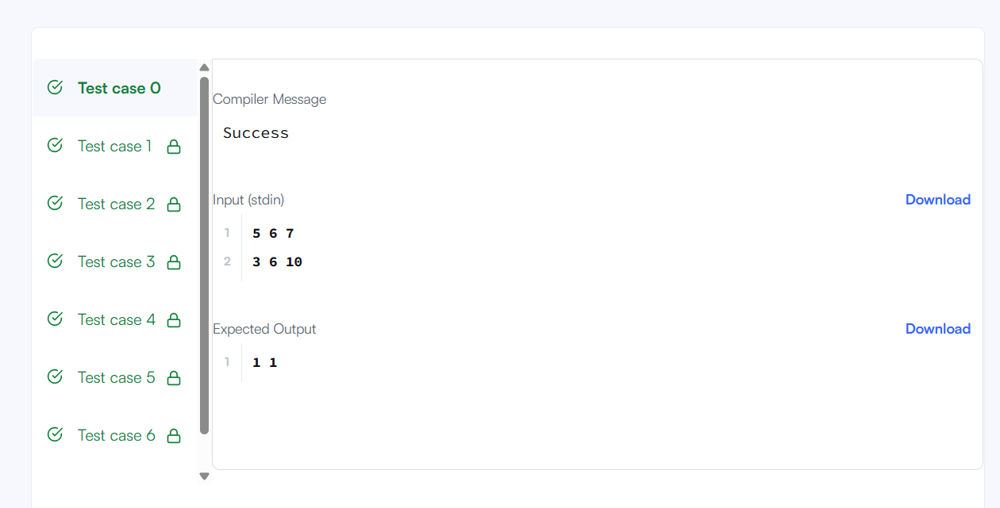 Test case 0
Test case 1
Test case 2
Test case 3
Test case 4
Test case 5
Test case 6
Compiler Message
Success
Input (stdin)
Download
1 5 6 7
2 3 6 10
Expected Output
Download
1 1 1